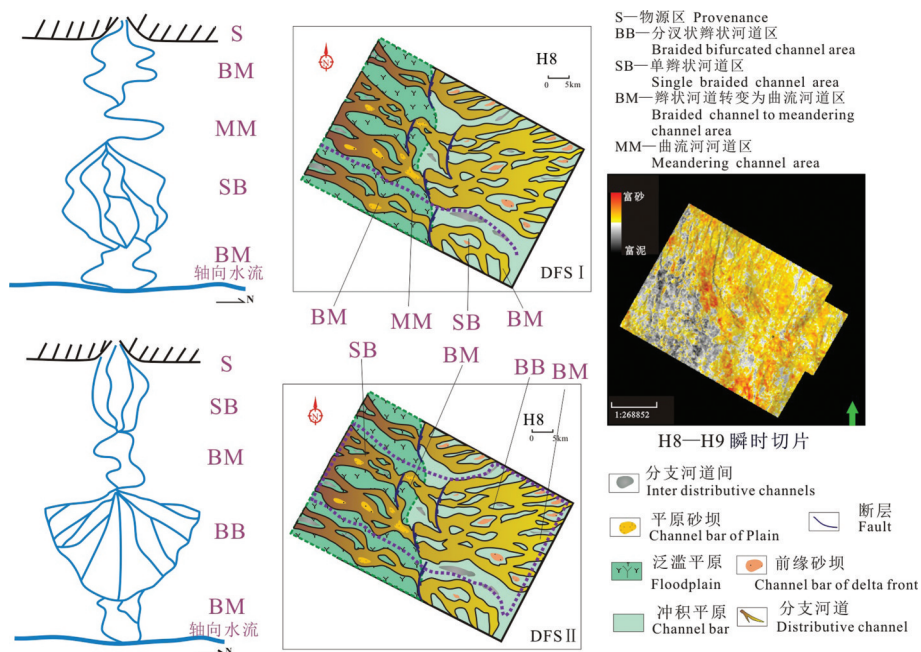 S
BM
MM
SB
BM
轴向水流
N
S
SB
BM
BB
BM
轴向水流
N
N
H8
0 5km
DFS I
BM
MM
SB
BM
SB
BM
BB
BM
N
H8
0 5km
DFS II
S—物源区 Provenance
BB—分汊状辫状河道区
Braided bifurcated channel area
SB—单辫状河道区
Single braided channel area
BM—辫状河道转变为曲流河道区
Braided channel to meandering
channel area
MM—曲流河河道区
Meandering channel area
富砂
富泥
1:268852
H8—H9 瞬时切片
分支河道间
Inter distributive channels
平原砂坝
Channel bar of Plain
断层
Fault
泛滥平原
Floodplain
前缘砂坝
Channel bar of delta front
冲积平原
Channel bar
分支河道
Distributive channel